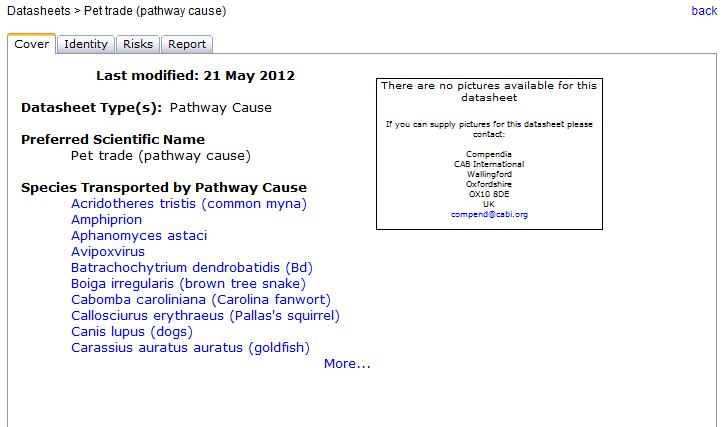 Datasheets > Pet trade (pathway cause)
back
Cover
Identity
Risks
Report
Last modified: 21 May 2012
Datasheet Type(s): Pathway Cause
Preferred Scientific Name
Pet trade (pathway cause)
Species Transported by Pathway Cause
Acridotheres tristis (common myna)
Amphiprion
Aphanomyces astaci
Avipoxvirus
Batrachochytrium dendrobatidis (Bd)
Boiga irregularis (brown tree snake)
Cabomba caroliniana (Carolina fanwort)
Callosciurus erythraeus (Pallas's squirrel)
Canis lupus (dogs)
Carassius auratus auratus (goldfish)
More...
There are no pictures available for this
datasheet
If you can supply pictures for this datasheet please
contact:
Compendia
CAB International
Wallingford
Oxfordshire
OX10 8DE
UK
compend@cabi.org